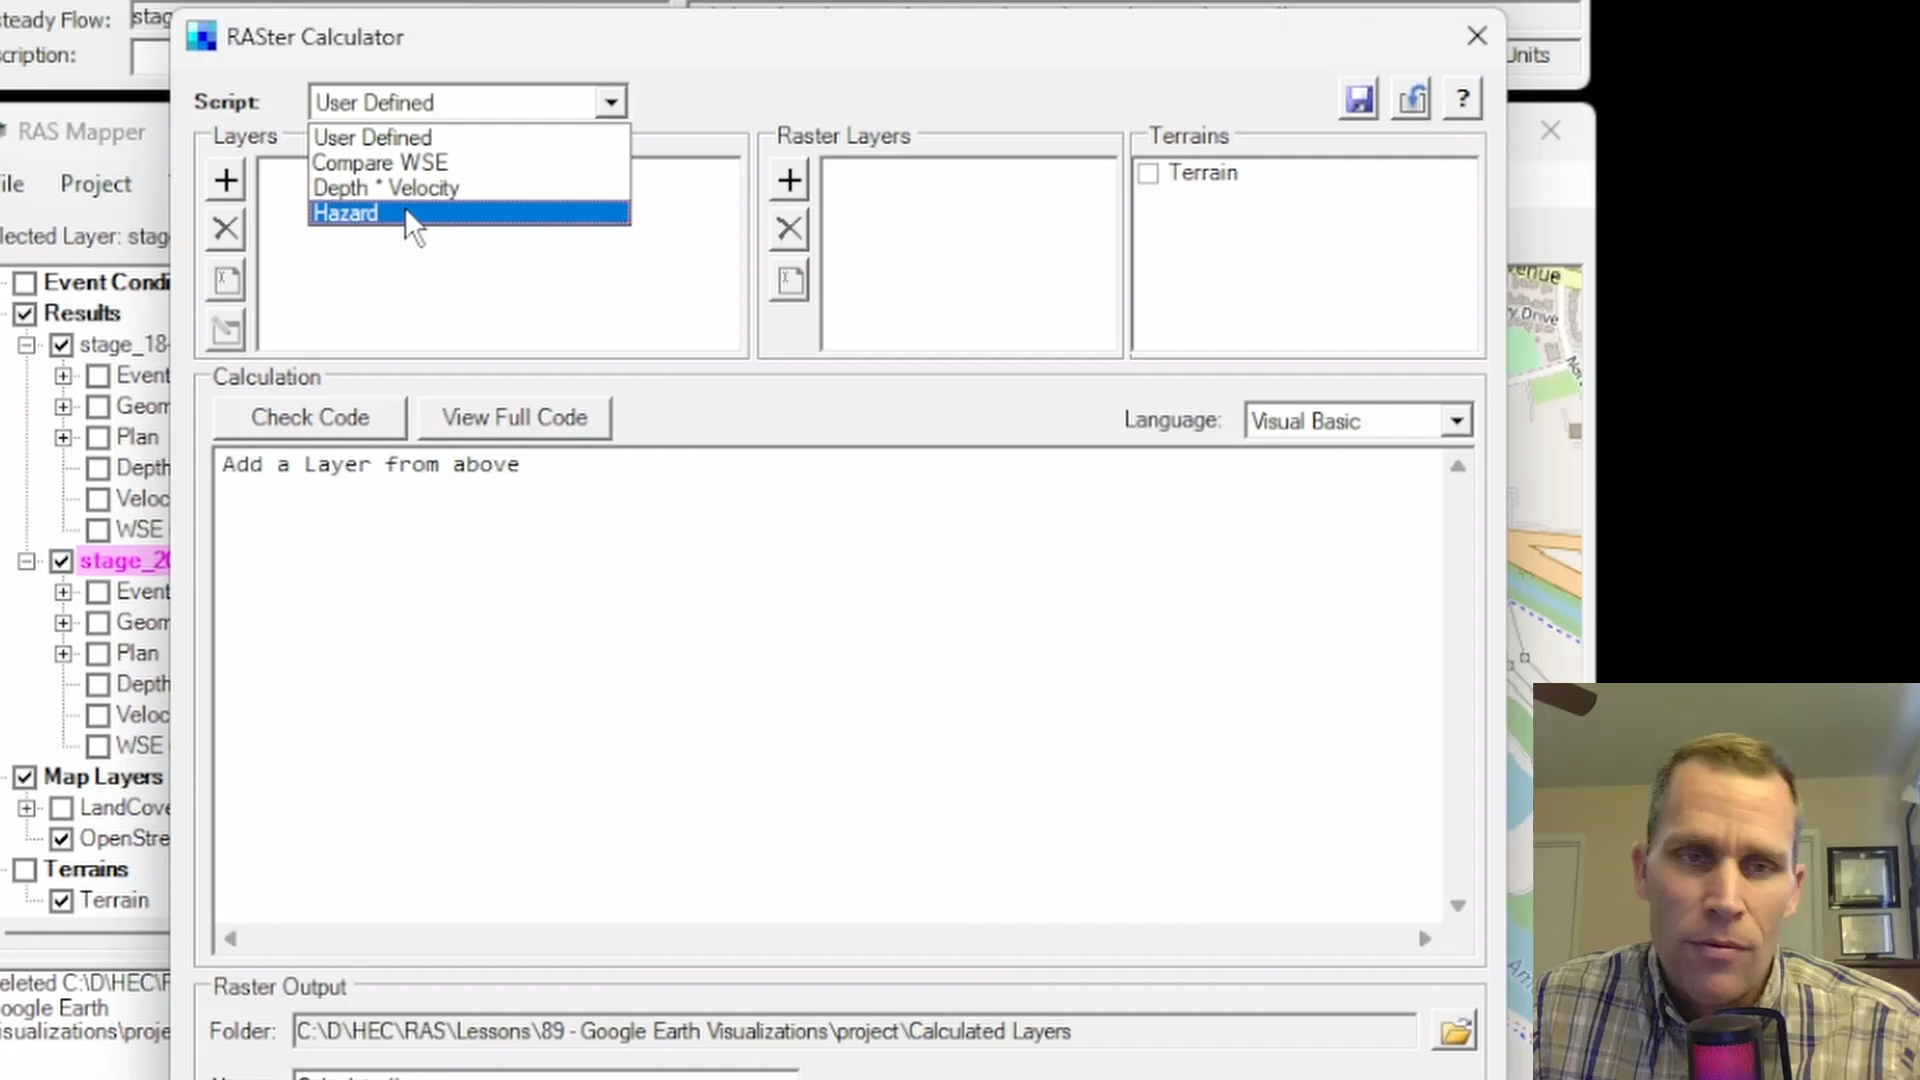 teady Flow:
stag
cription:
Units
RASter Calculator
Script:
User Defined
User Defined
Compare WSE
Depth * Velocity
Hazard
Layers
Raster Layers
Terrains
Terrain
RAS Mapper
ile
Project
lected Layer: stag
Event Condi
Results
stage_18-
Event
Geom
Plan
Depth
Veloc
WSE
stage_20
Event
Geom
Plan
Depth
Veloc
WSE
Map Layers
LandCove
OpenStre
Terrains
Terrain
Calculation
Check Code
View Full Code
Language:
Visual Basic
Add a Layer from above
eleted C:\D\HEC\F
oogle Earth
isualizations\proje
Raster Output
Folder:
C:\D\HEC\RAS\Lessons\89 - Google Earth Visualizations\project\Calculated Layers
venue
y Drive